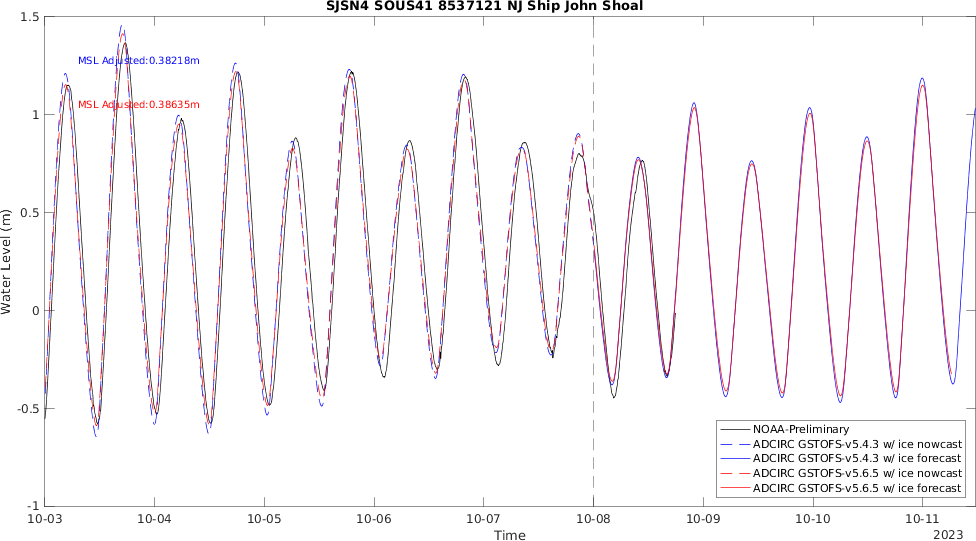 SJSN4 SOUS41 8537121 NJ Ship John Shoal
1.5
MSL Adjusted:0.38218m
MSL Adjusted:0.38635m
1
0.5
Water Level (m)
0
-0.5
-1
NOAA-Preliminary
ADCIRC GSTOFS-v5.4.3 w/ ice nowcast
ADCIRC GSTOFS-v5.4.3 w/ ice forecast
ADCIRC GSTOFS-v5.6.5 w/ ice nowcast
ADCIRC GSTOFS-v5.6.5 w/ ice forecast
10-03 10-04 10-05 10-06 10-07 10-08 10-09 10-10 10-11
Time
2023